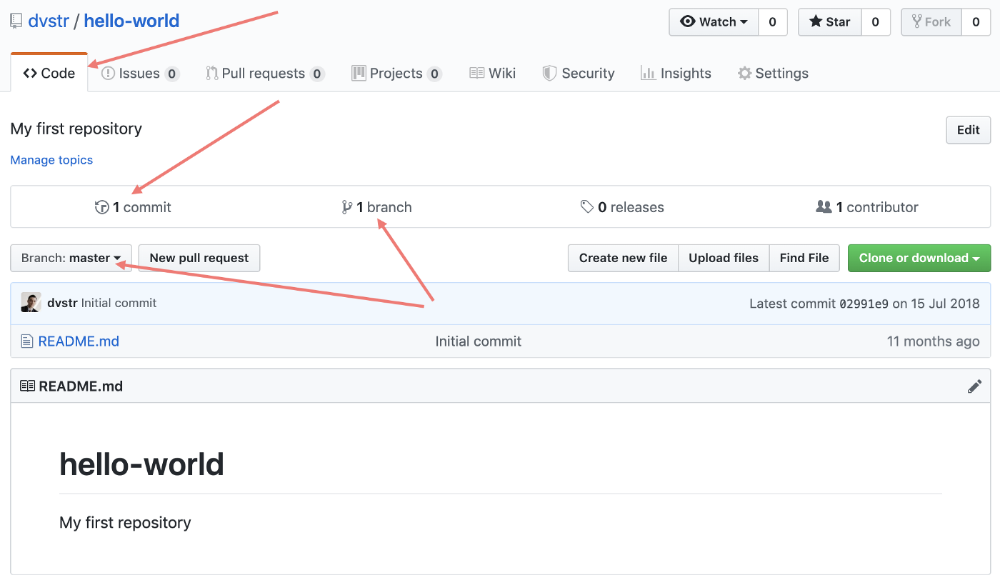 dvstr / hello-world
Watch 0 Star 0 Fork 0
Code Issues 0 Pull requests 0 Projects 0 Wiki Security Insights Settings
My first repository Edit
Manage topics
1 commit 1 branch 0 releases 1 contributor
Branch: master New pull request Create new file Upload files Find File Clone or download
dvstr Initial commit Latest commit 02991e9 on 15 Jul 2018
README.md Initial commit 11 months ago
README.md
hello-world
My first repository